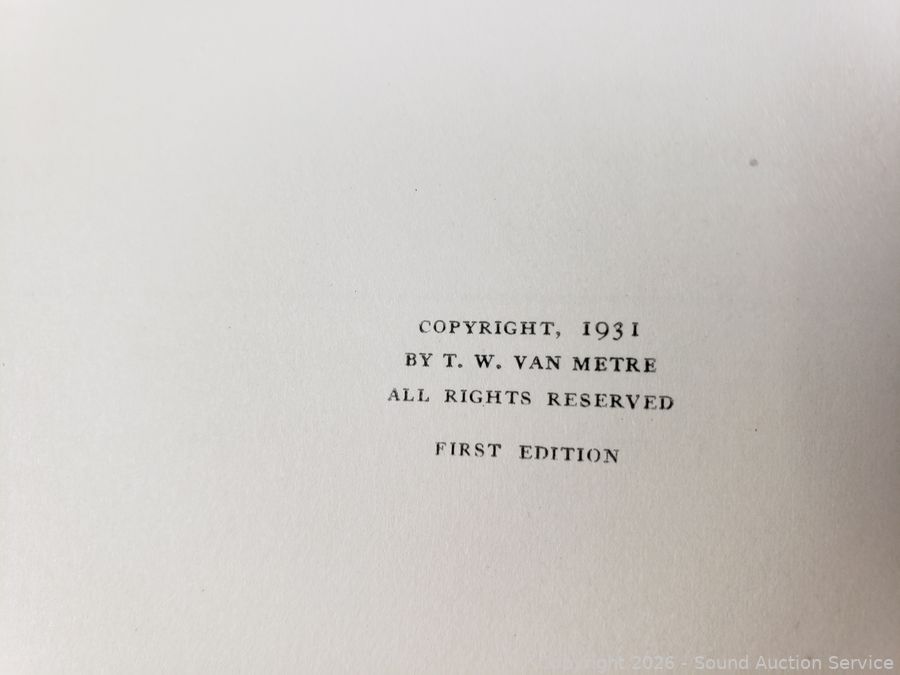 COPYRIGHT, 1931
BY T. W. VAN METRE
ALL RIGHTS RESERVED
FIRST EDITION
Copyright 2026 - Sound Auction Service